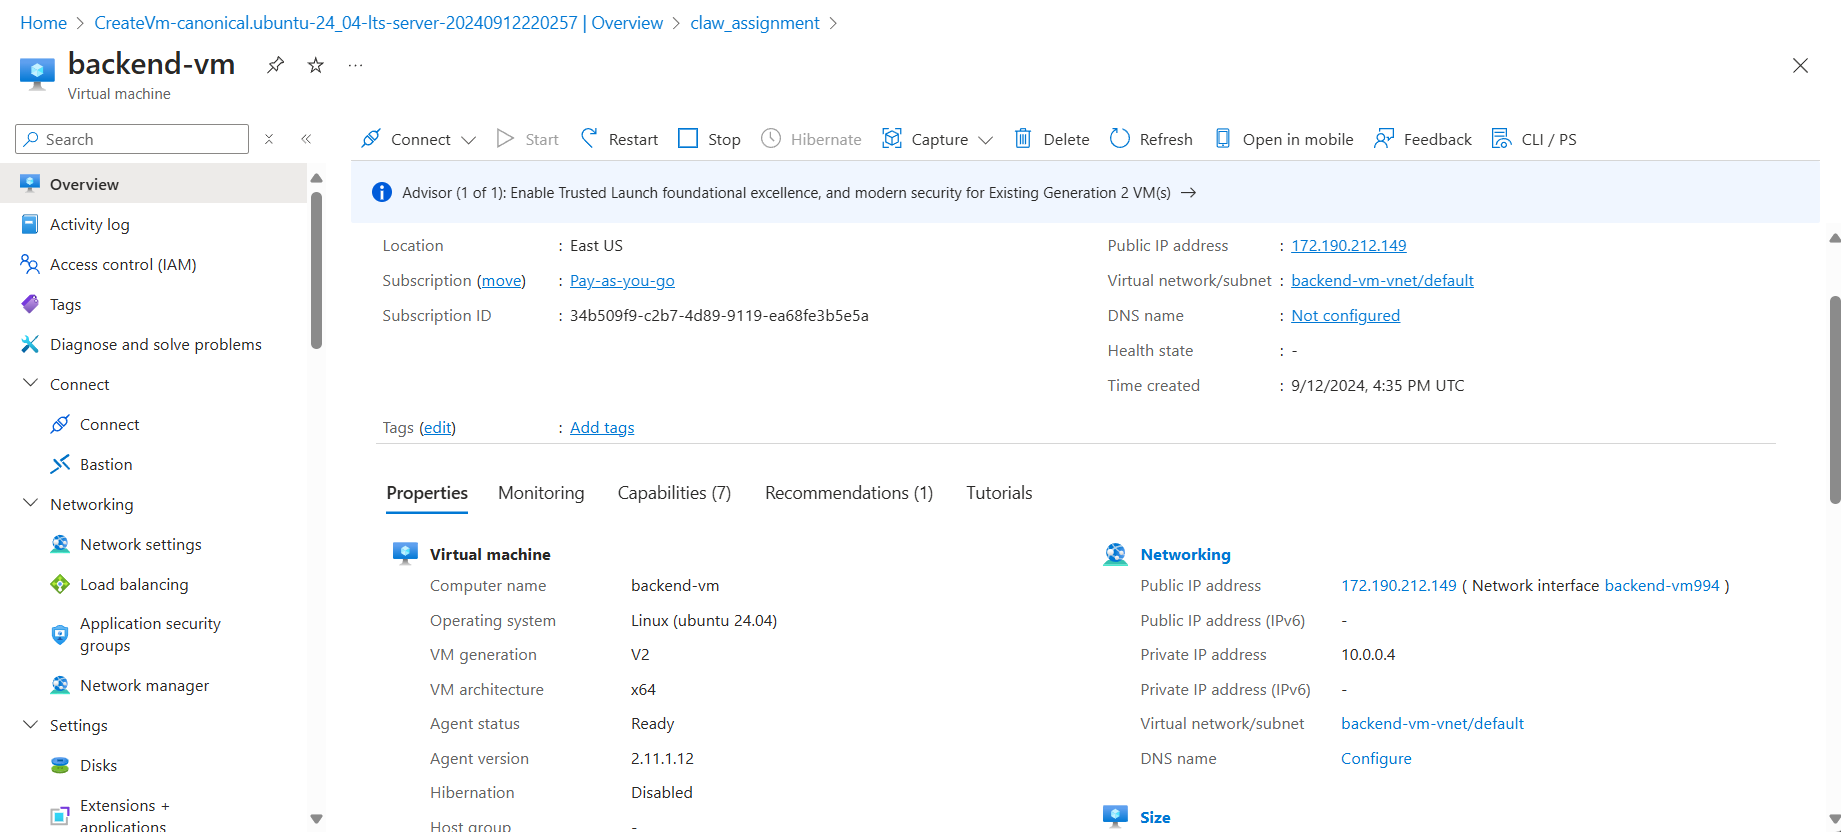 Home > CreateVm-canonical.ubuntu-24_04-lts-server-20240912220257 | Overview > claw_assignment >
backend-vm
...
Virtual machine
Search
Connect
Start
Restart
Stop
Hibernate
Capture
Delete
Refresh
Open in mobile
Feedback
CLI / PS
Overview
Activity log
Access control (IAM)
Tags
Diagnose and solve problems
Connect
Connect
Bastion
Networking
Network settings
Load balancing
Application security
groups
Network manager
Settings
Disks
Extensions +
applications
Advisor (1 of 1): Enable Trusted Launch foundational excellence, and modern security for Existing Generation 2 VM(s) →
Location : East US
Subscription (move) : Pay-as-you-go
Subscription ID : 34b509f9-c2b7-4d89-9119-ea68fe3b5e5a
Public IP address : 172.190.212.149
Virtual network/subnet : backend-vm-vnet/default
DNS name : Not configured
Health state : -
Time created : 9/12/2024, 4:35 PM UTC
Tags (edit) : Add tags
Properties
Monitoring
Capabilities (7)
Recommendations (1)
Tutorials
Virtual machine
Computer name backend-vm
Operating system Linux (ubuntu 24.04)
VM generation V2
VM architecture x64
Agent status Ready
Agent version 2.11.1.12
Hibernation Disabled
Host group -
Networking
Public IP address 172.190.212.149 ( Network interface backend-vm994 )
Public IP address (IPv6) -
Private IP address 10.0.0.4
Private IP address (IPv6) -
Virtual network/subnet backend-vm-vnet/default
DNS name Configure
Size